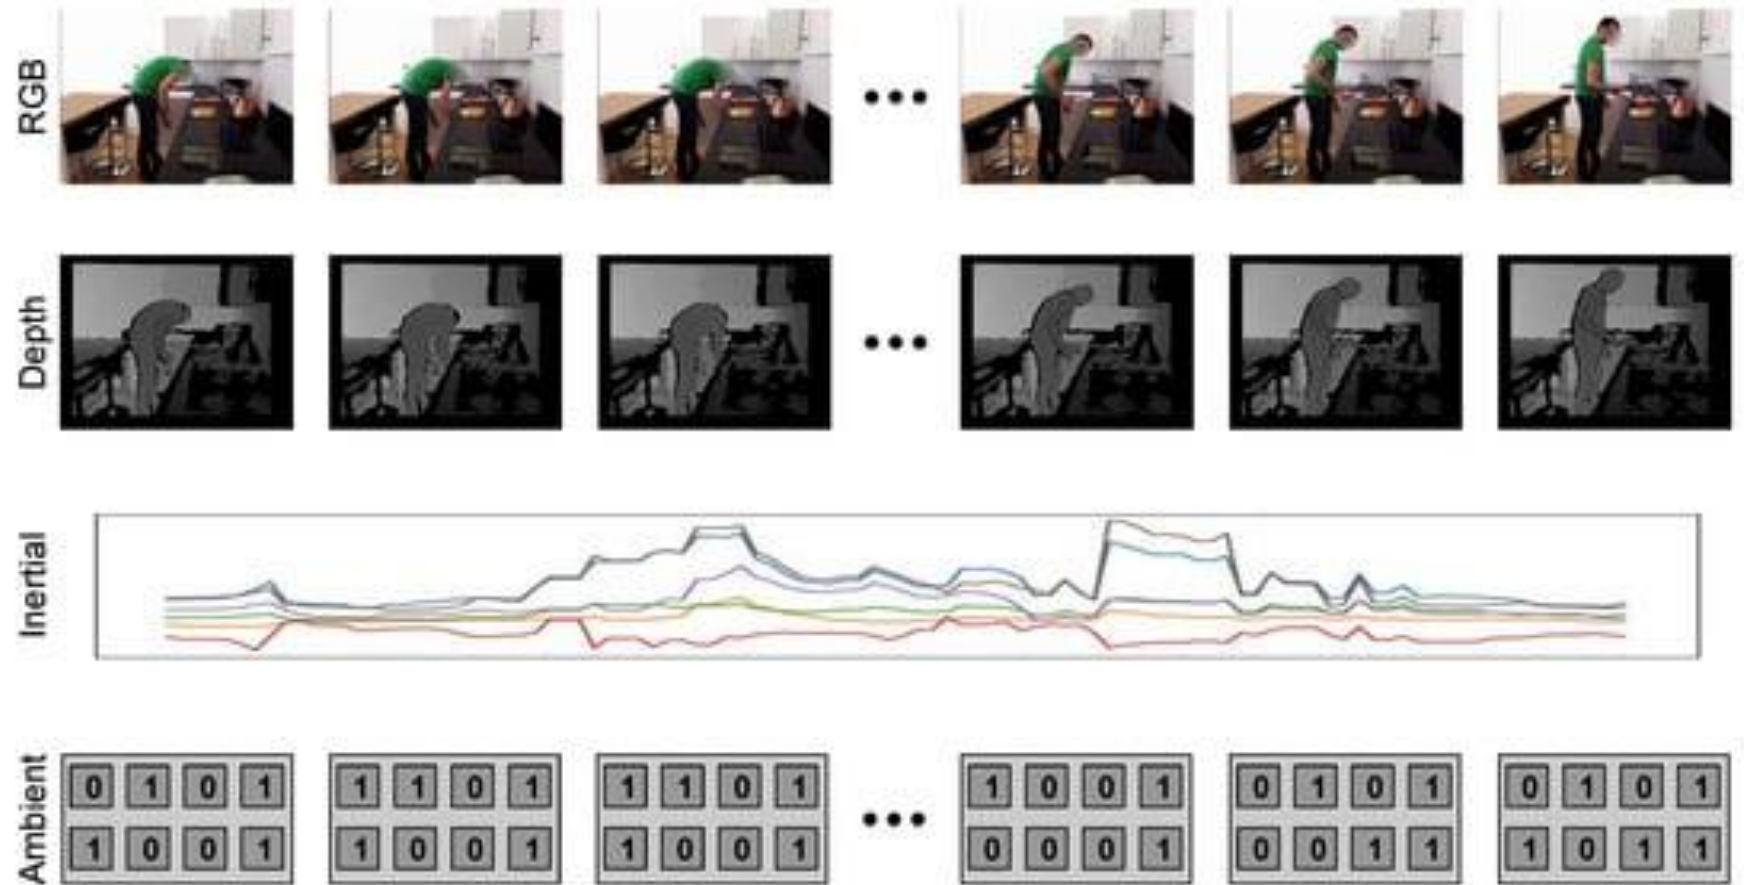 RGB
Depth
Inertial
Ambient
0 1 0 1
1 0 0 1
1 1 0 1
1 0 0 1
1 1 0 1
1 0 0 1
1 0 0 1
0 0 0 1
0 1 0 1
0 0 1 1
0 1 0 1
1 0 1 1